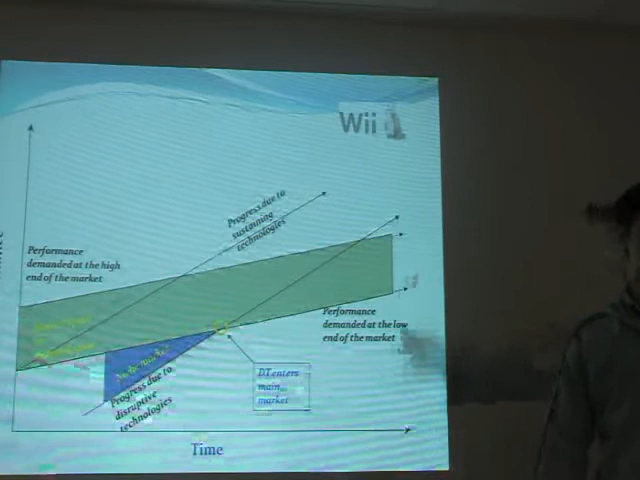 Wii
Progress due to
sustaining
technologies
Performance
demanded at the high
end of the market
Performance
demanded at the low
end of the market
DT enters
main
market
Progress due to
disruptive
technologies
Time